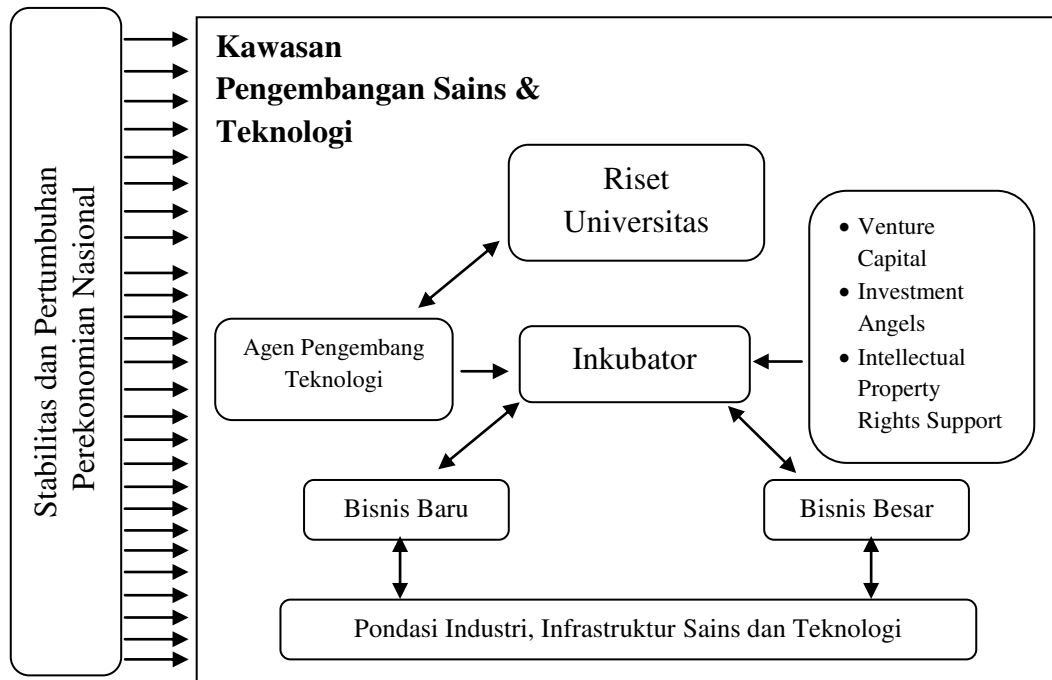 Stabilitas dan Pertumbuhan
Perekonomian Nasional
Kawasan
Pengembangan Sains &
Teknologi
Riset
Universitas
• Venture
Capital
• Investment
Angels
• Intellectual
Property
Rights Support
Agen Pengembang
Teknologi
Inkubator
Bisnis Baru
Bisnis Besar
Pondasi Industri, Infrastruktur Sains dan Teknologi